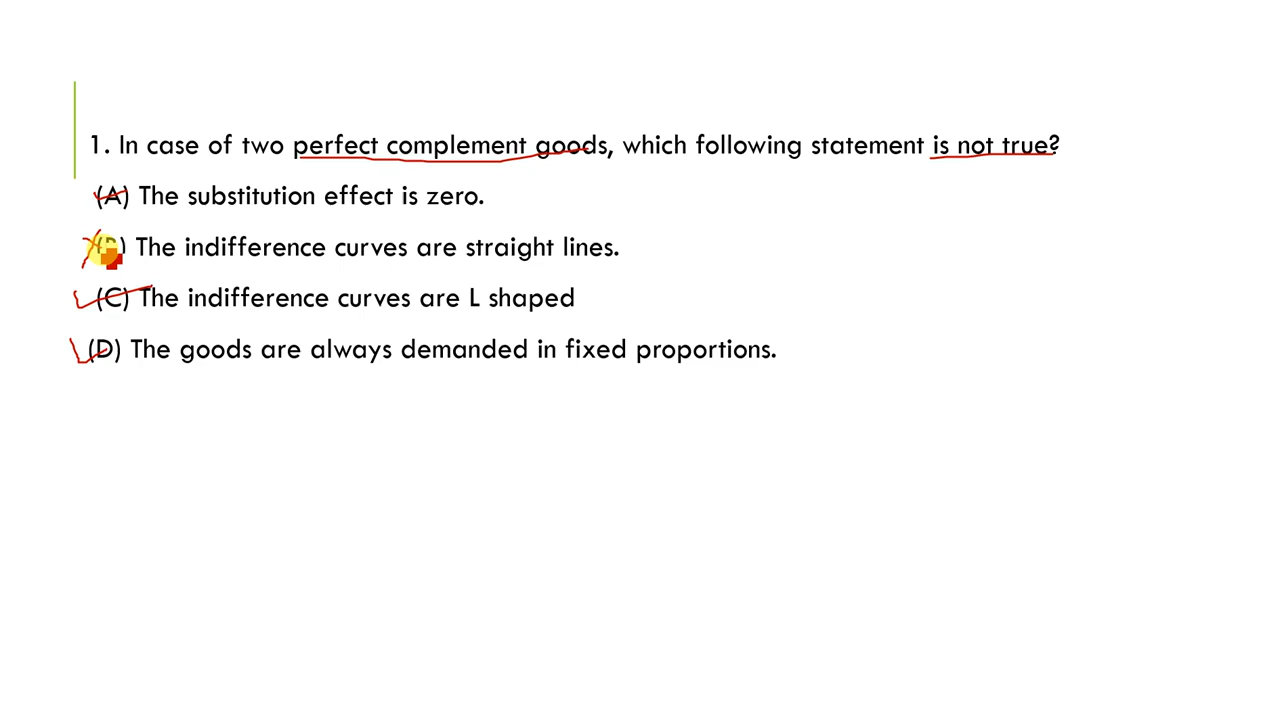 1. In case of two perfect complement goods, which following statement is not true?
(A) The substitution effect is zero.
(B) The indifference curves are straight lines.
(C) The indifference curves are L shaped
(D) The goods are always demanded in fixed proportions.